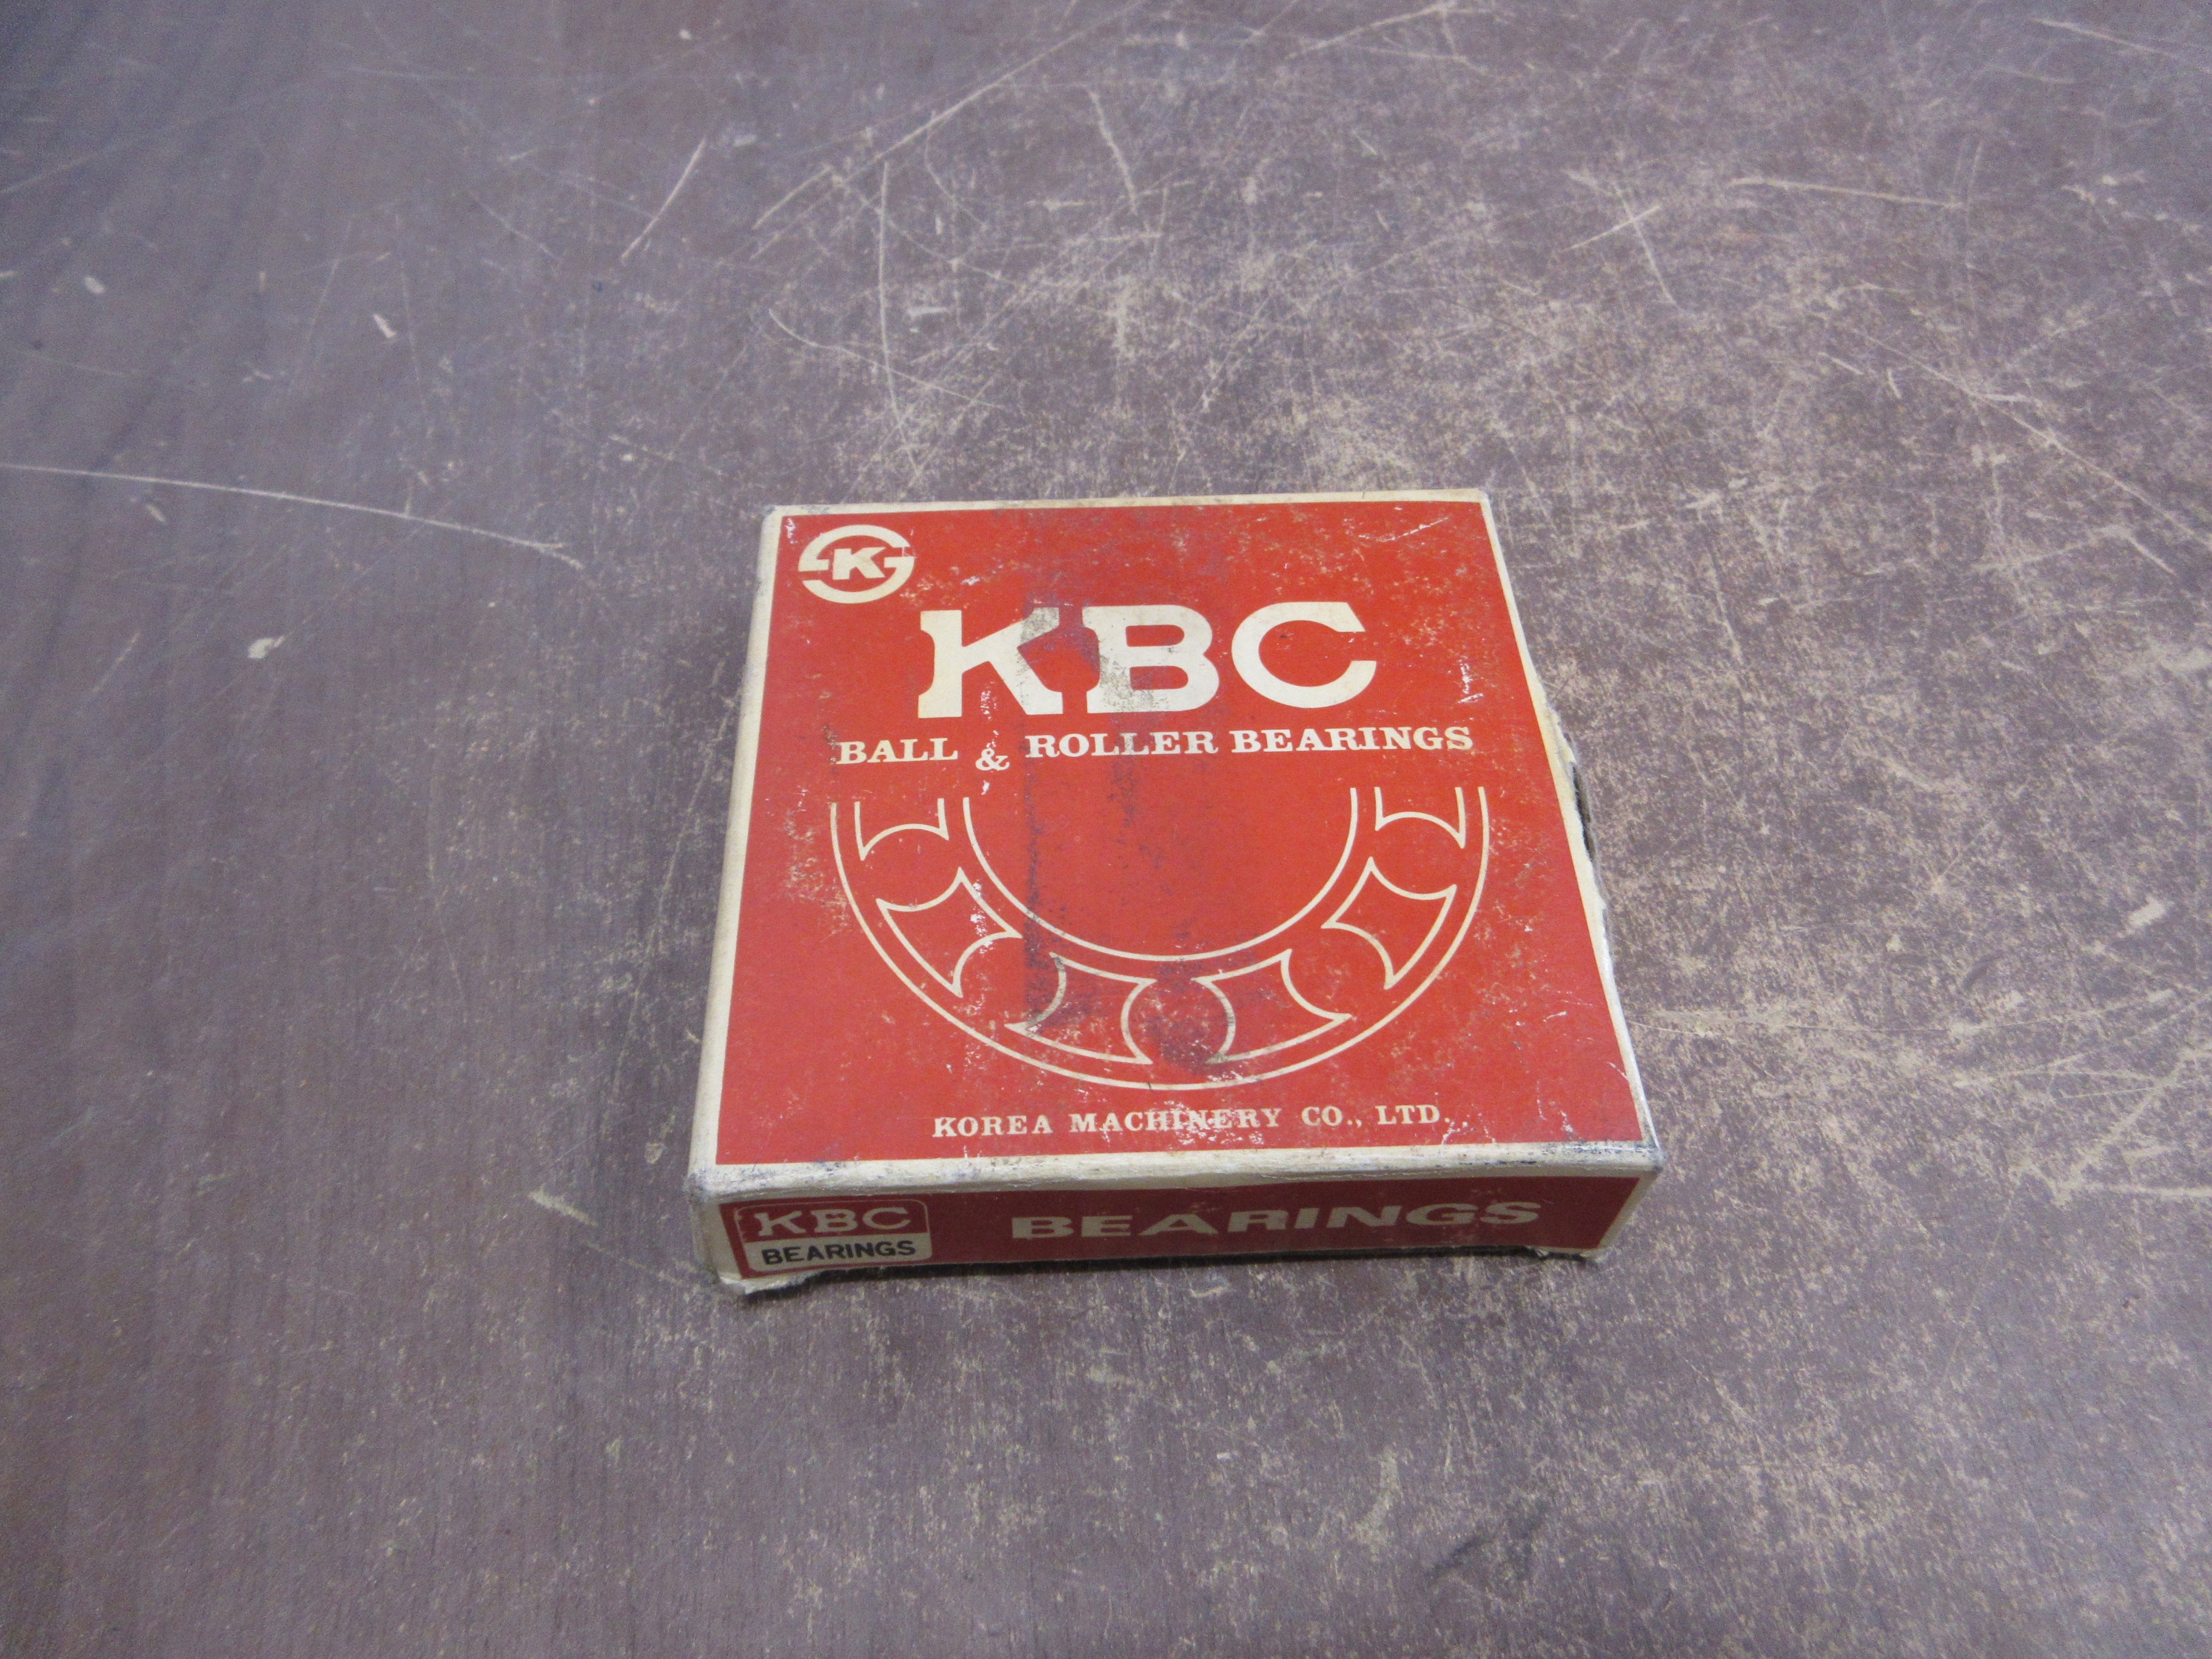 K
KBC
BALL & ROLLER BEARINGS
KOREA MACHINERY CO., LTD.
KBC
BEARINGS
BEARINGS